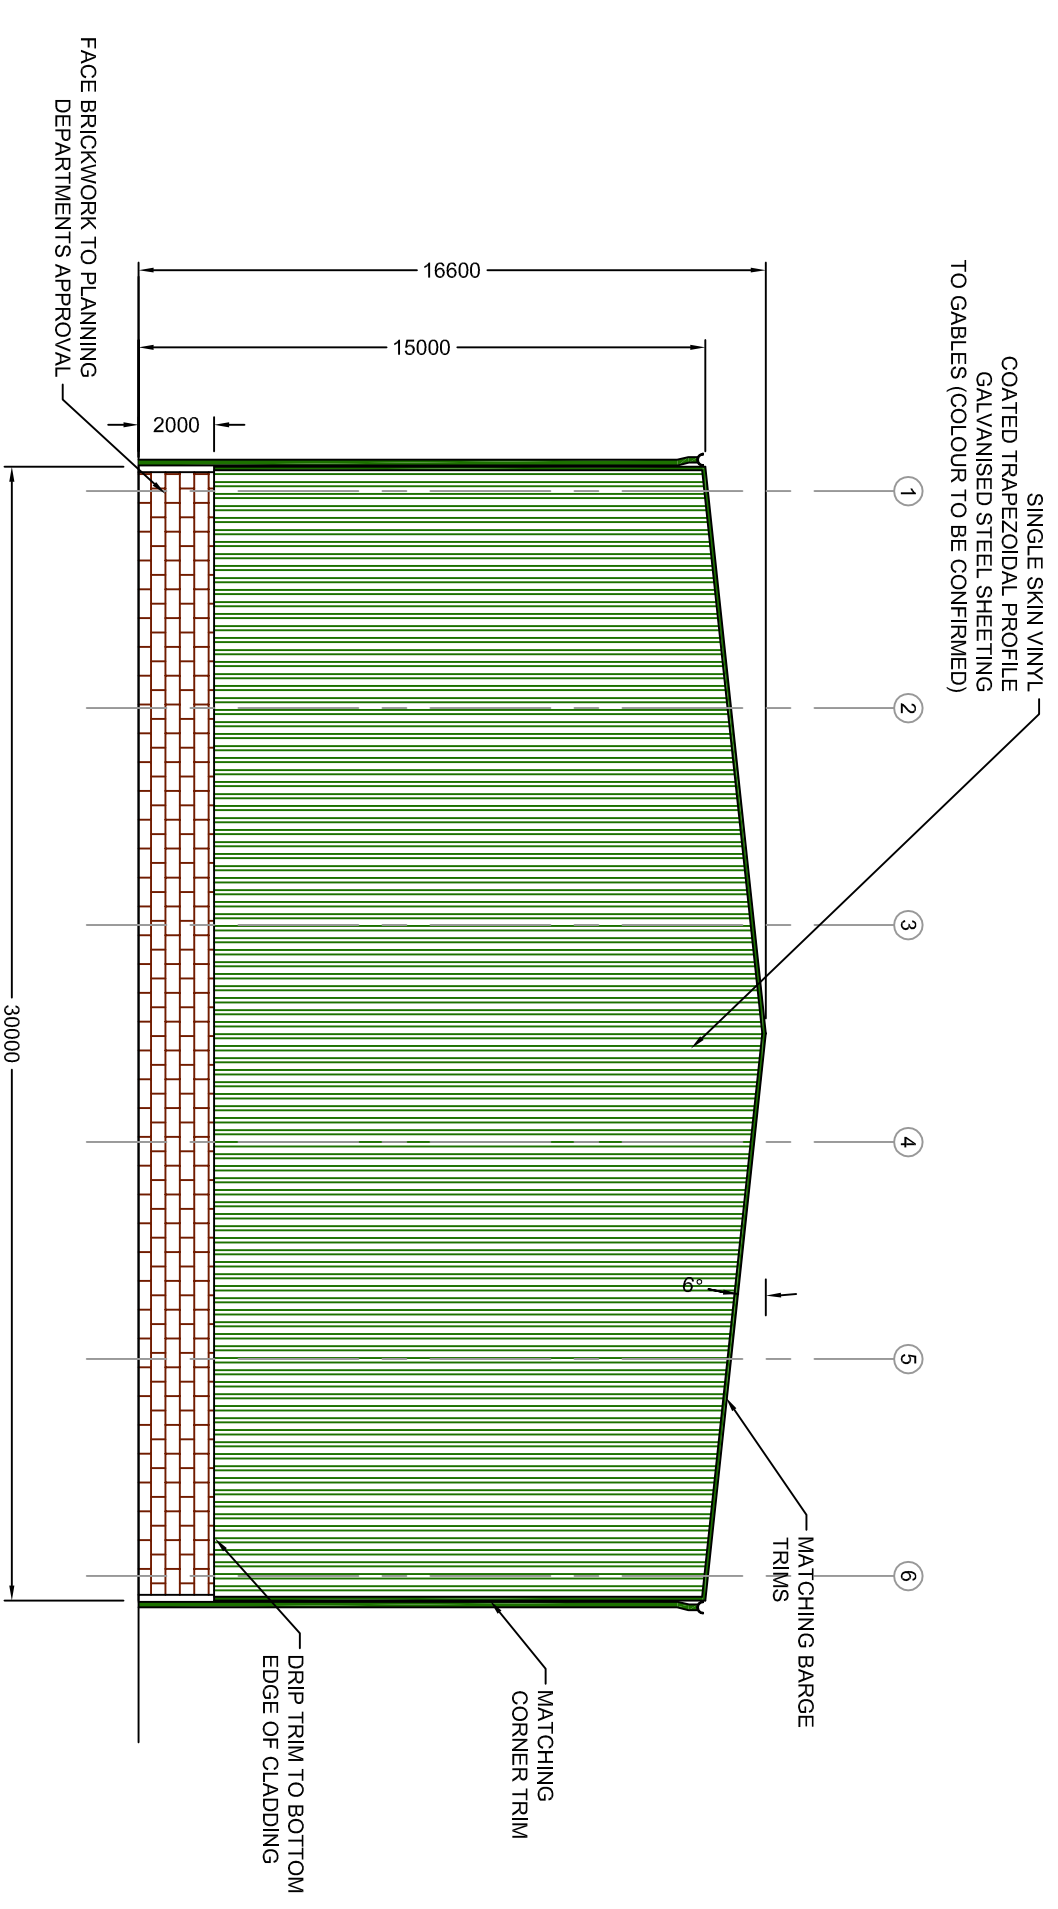 SINGLE SKIN VINYL
COATED TRAPEZOIDAL PROFILE
GALVANISED STEEL SHEETING
TO GABLES (COLOUR TO BE CONFIRMED)
1
2
3
4
5
6
16600
15000
2000
6°
MATCHING BARGE
TRIMS
MATCHING
CORNER TRIM
DRIP TRIM TO BOTTOM
EDGE OF CLADDING
FACE BRICKWORK TO PLANNING
DEPARTMENTS APPROVAL
30000